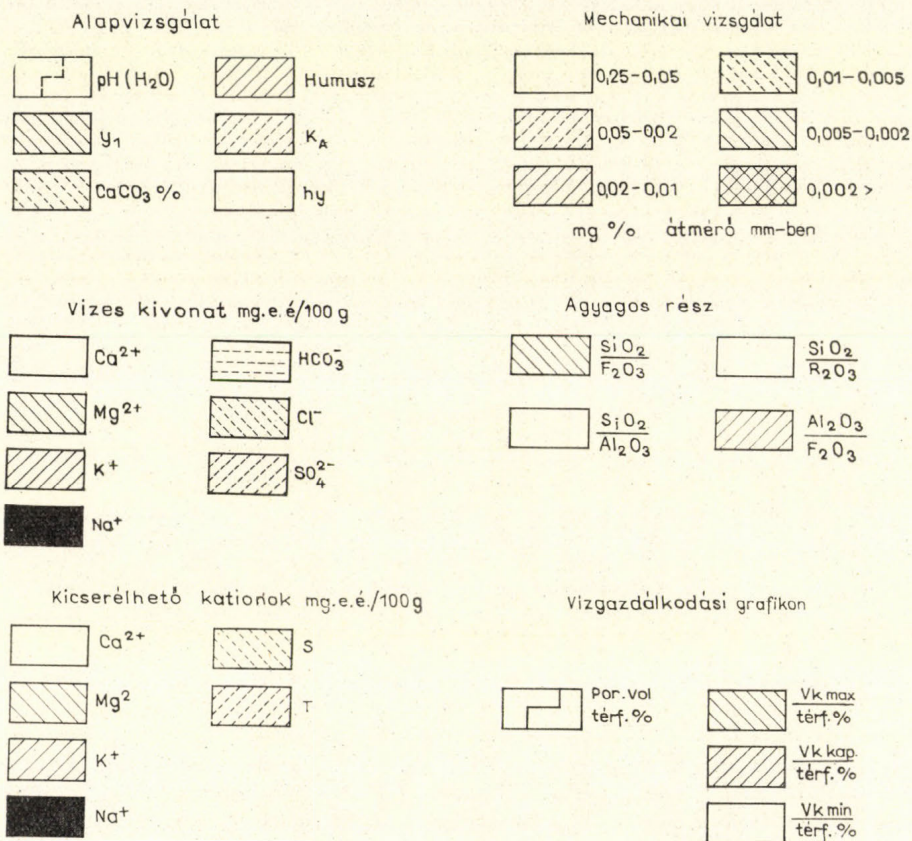 Alapvizsgálat
pH (H₂O)
y₁
CaCO₃ %
Humusz
K_A
hy
Mechanikai vizsgálat
0,25-0,05
0,05-0,02
0,02-0,01
0,01-0,005
0,005-0,002
0,002 >
mg % átmérő mm-ben
Vizes kivonat mg.e.é/100 g
Ca²⁺
Mg²⁺
K⁺
Na⁺
HCO₃⁻
Cl⁻
SO₄²⁻
Agyagos rész
SiO₂
F₂O₃
SiO₂
Al₂O₃
SiO₂
R₂O₃
Al₂O₃
F₂O₃
Kicserélhető kationok mg.e.é./100g
Ca²⁺
Mg²
K⁺
Na⁺
S
T
Vizgazdálkodási grafikon
Por.vol
térf.%
Vk max
térf.%
Vk kap.
térf.%
Vk min
térf.%